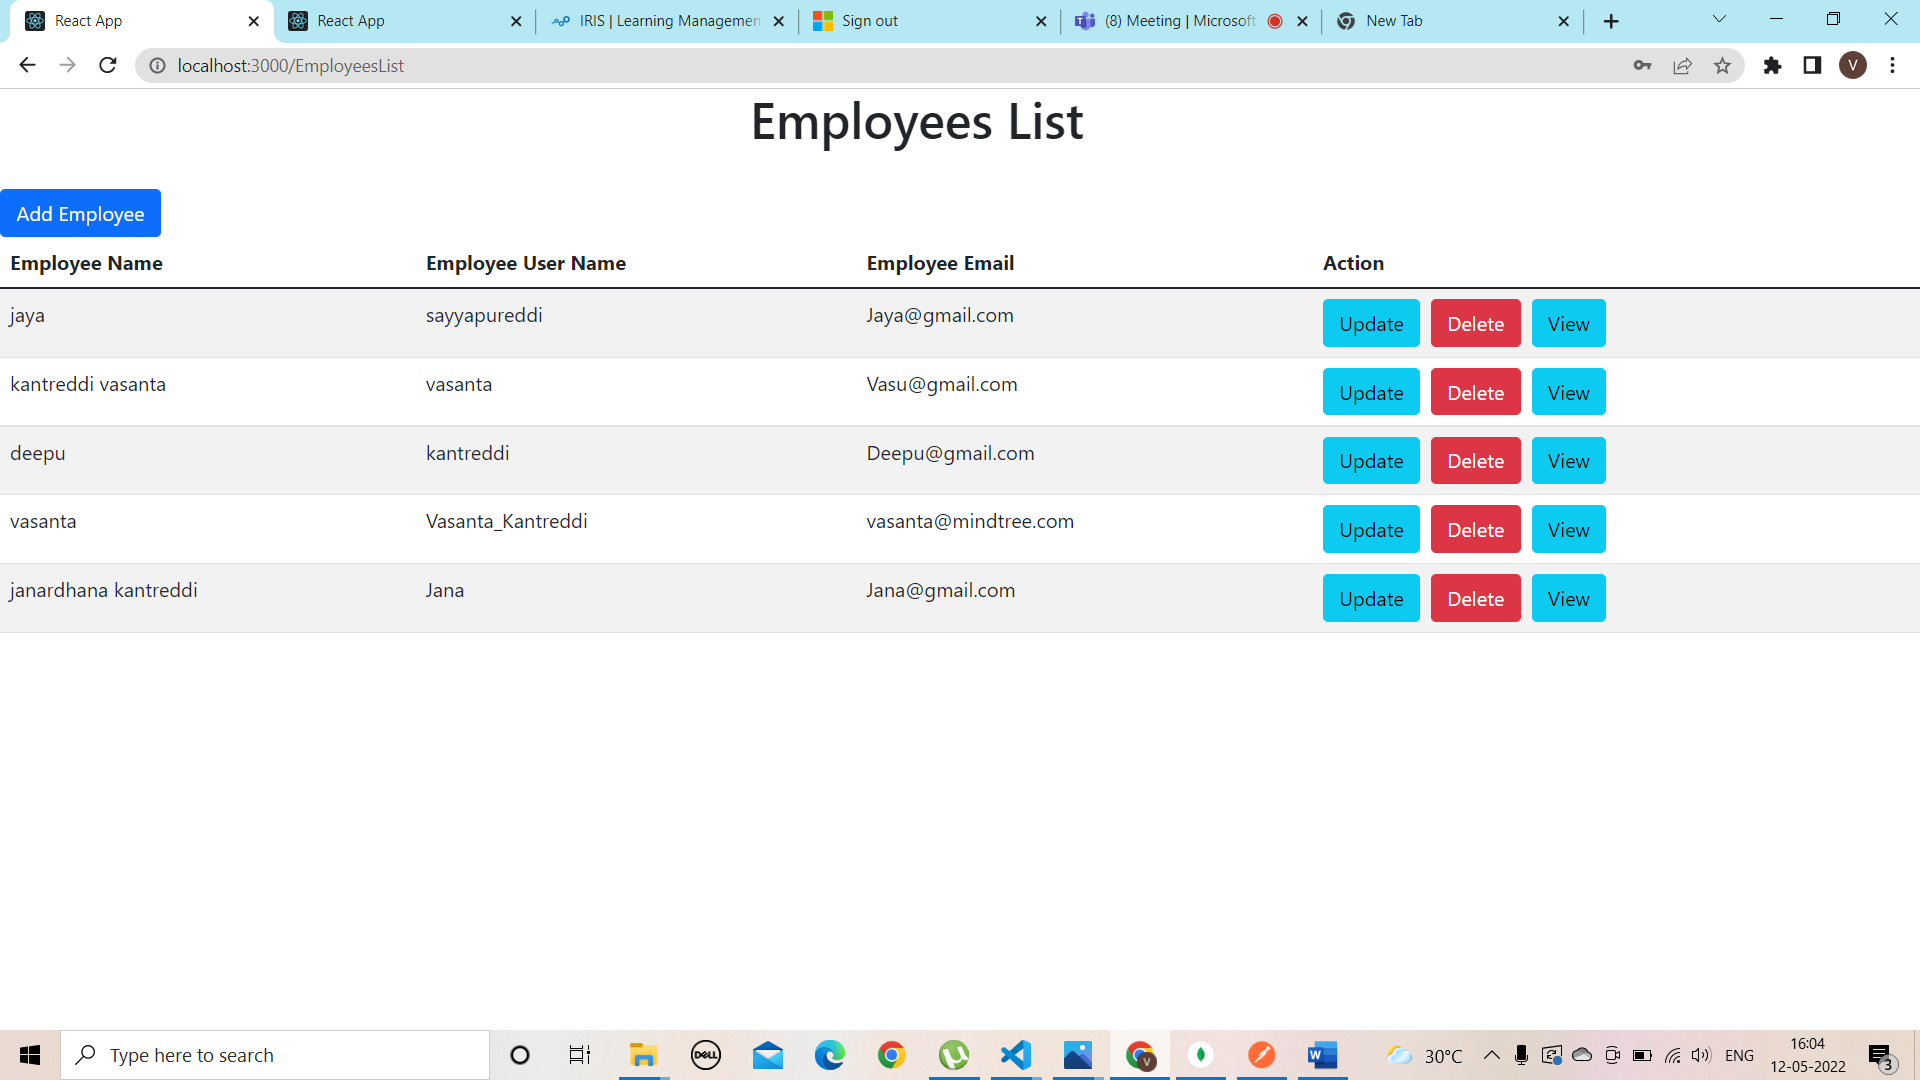 React App
React App
IRIS | Learning Managemen
Sign out
(8) Meeting | Microsoft
New Tab
localhost:3000/EmployeesList
V
Employees List
Add Employee
Employee Name Employee User Name Employee Email Action
jaya sayyapureddi Jaya@gmail.com Update Delete View
kantreddi vasanta vasanta Vasu@gmail.com Update Delete View
deepu kantreddi Deepu@gmail.com Update Delete View
vasanta Vasanta_Kantreddi vasanta@mindtree.com Update Delete View
janardhana kantreddi Jana Jana@gmail.com Update Delete View
Type here to search
DELL
V
W
30°C
ENG
16:04
12-05-2022
3